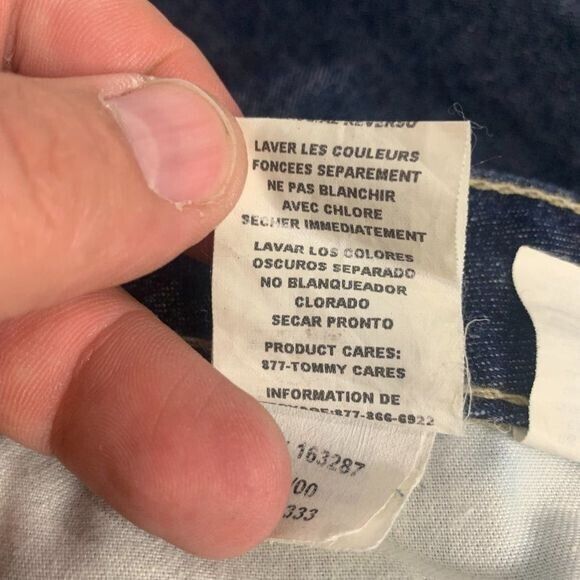 REVERSO
LAVER LES COULEURS
FONCEES SEPAREMENT
NE PAS BLANCHIR
AVEC CHLORE
SECHER IMMEDIATEMENT
LAVAR LOS COLORES
OSCUROS SEPARADO
NO BLANQUEADOR
CLORADO
SECAR PRONTO
PRODUCT CARES:
877-TOMMY CARES
INFORMATION DE
:877-866-6922
163287
/00
333